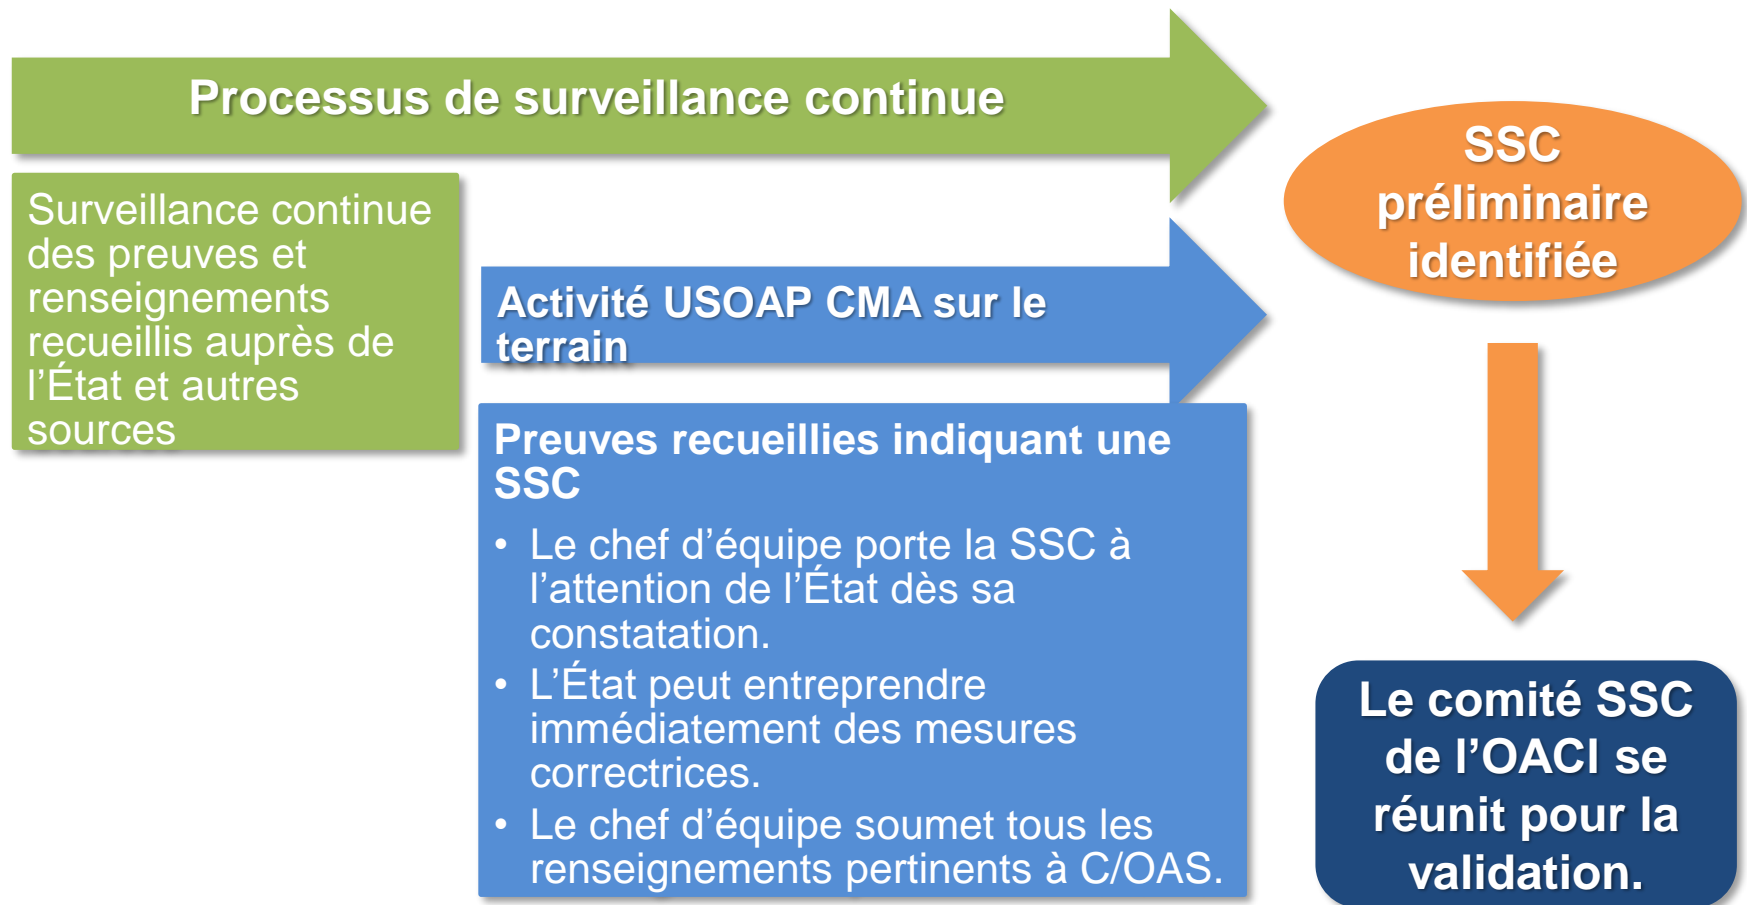 Processus de surveillance continue
Surveillance continue
des preuves et
renseignements
recueillis auprès de
l’État et autres
sources
Activité USOAP CMA sur le
terrain
Preuves recueillies indiquant une
SSC
• Le chef d’équipe porte la SSC à
l’attention de l’État dès sa
constatation.
• L’État peut entreprendre
immédiatement des mesures
correctrices.
• Le chef d’équipe soumet tous les
renseignements pertinents à C/OAS.
SSC
préliminaire
identifiée
Le comité SSC
de l’OACI se
réunit pour la
validation.